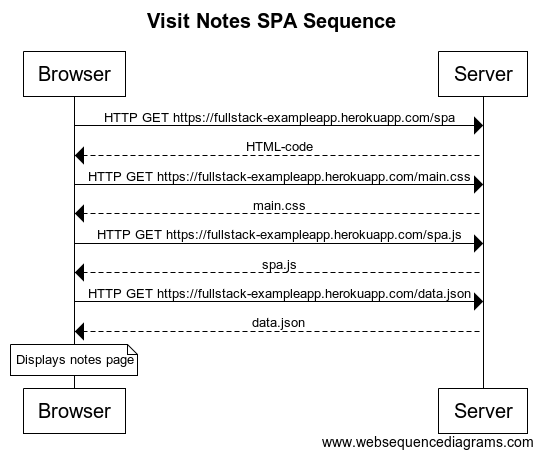 Visit Notes SPA Sequence
Browser
Server
HTTP GET https://fullstack-exampleapp.herokuapp.com/spa
HTML-code
HTTP GET https://fullstack-exampleapp.herokuapp.com/main.css
main.css
HTTP GET https://fullstack-exampleapp.herokuapp.com/spa.js
spa.js
HTTP GET https://fullstack-exampleapp.herokuapp.com/data.json
data.json
Displays notes page
Browser
Server
www.websequencediagrams.com